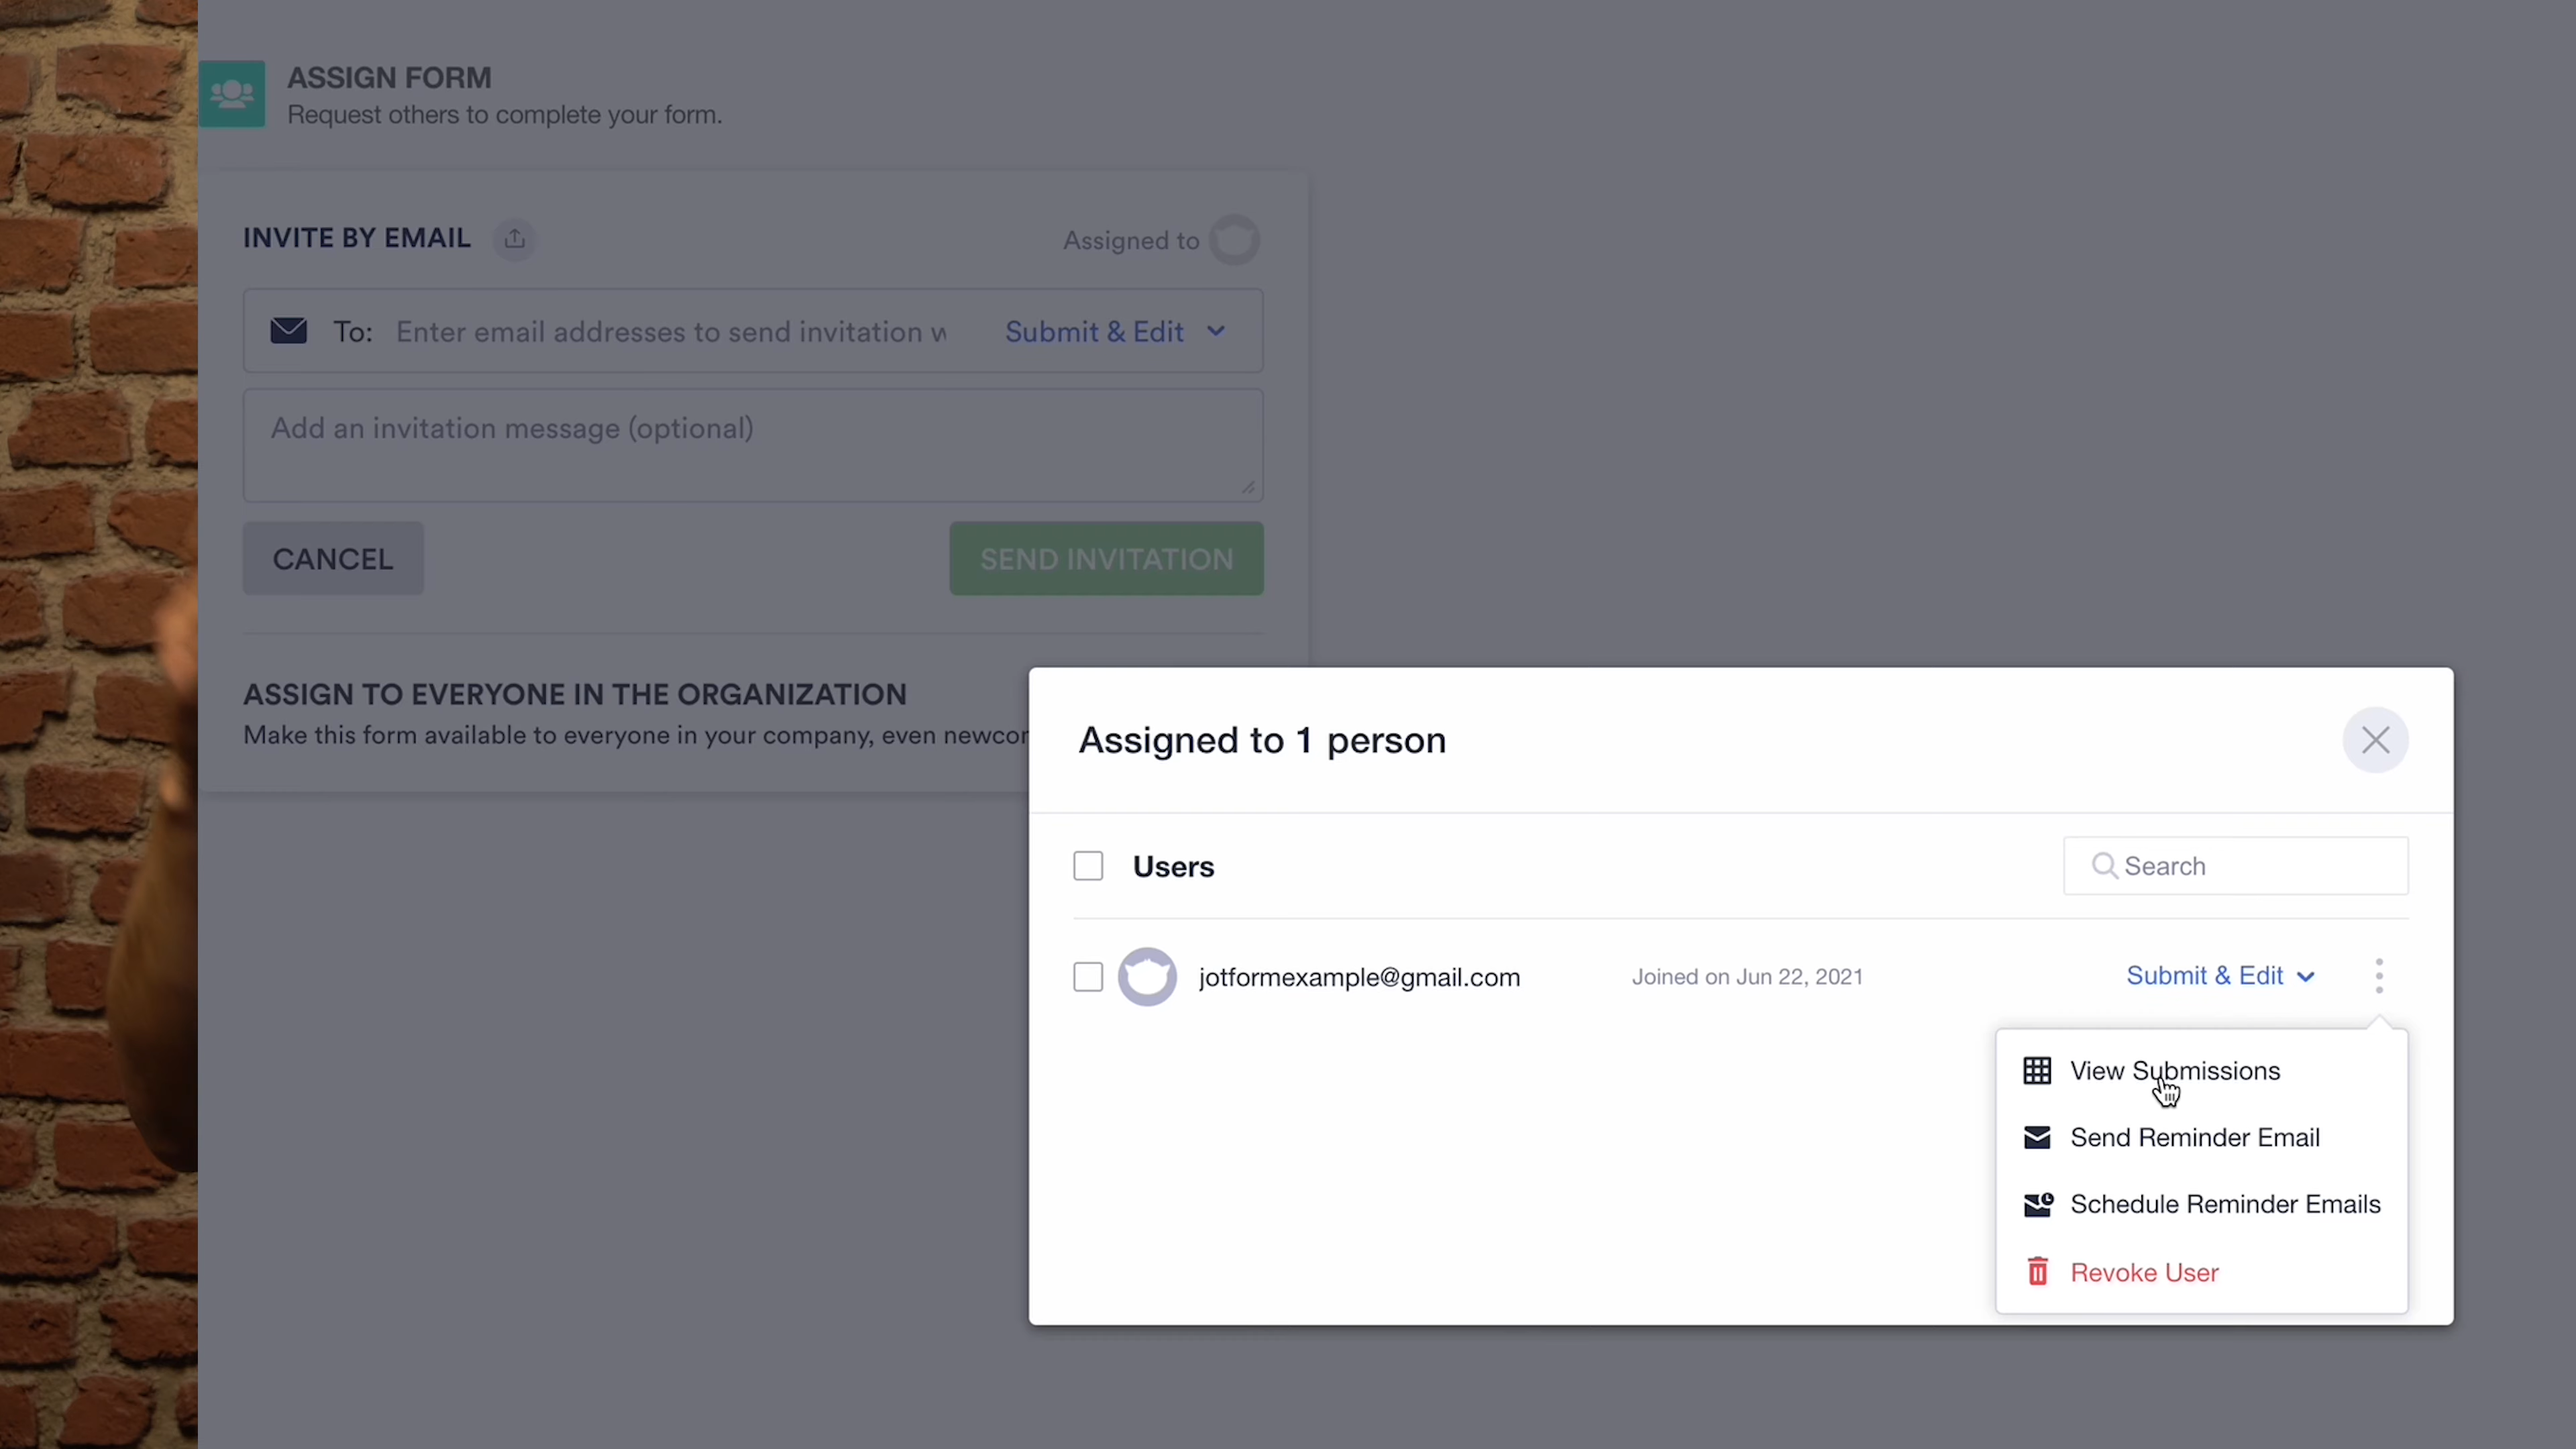 ASSIGN FORM
Request others to complete your form.
INVITE BY EMAIL
Assigned to
To: Enter email addresses to send invitation w
Submit & Edit
Add an invitation message (optional)
CANCEL
SEND INVITATION
ASSIGN TO EVERYONE IN THE ORGANIZATION
Make this form available to everyone in your company, even newcor
Assigned to 1 person
Users
Search
jotformexample@gmail.com
Joined on Jun 22, 2021
Submit & Edit
View Submissions
Send Reminder Email
Schedule Reminder Emails
Revoke User